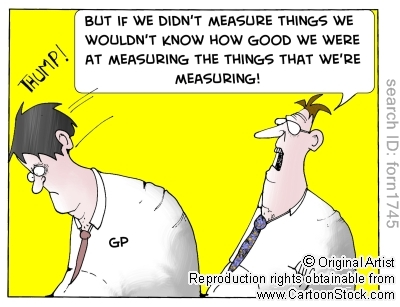 BUT IF WE DIDN'T MEASURE THINGS WE
WOULDN'T KNOW HOW GOOD WE WERE
AT MEASURING THE THINGS THAT WE'RE
MEASURING!
THUMP!
GP
search ID: forn1745
© Original Artist
Reproduction rights obtainable from
www.CartoonStock.com